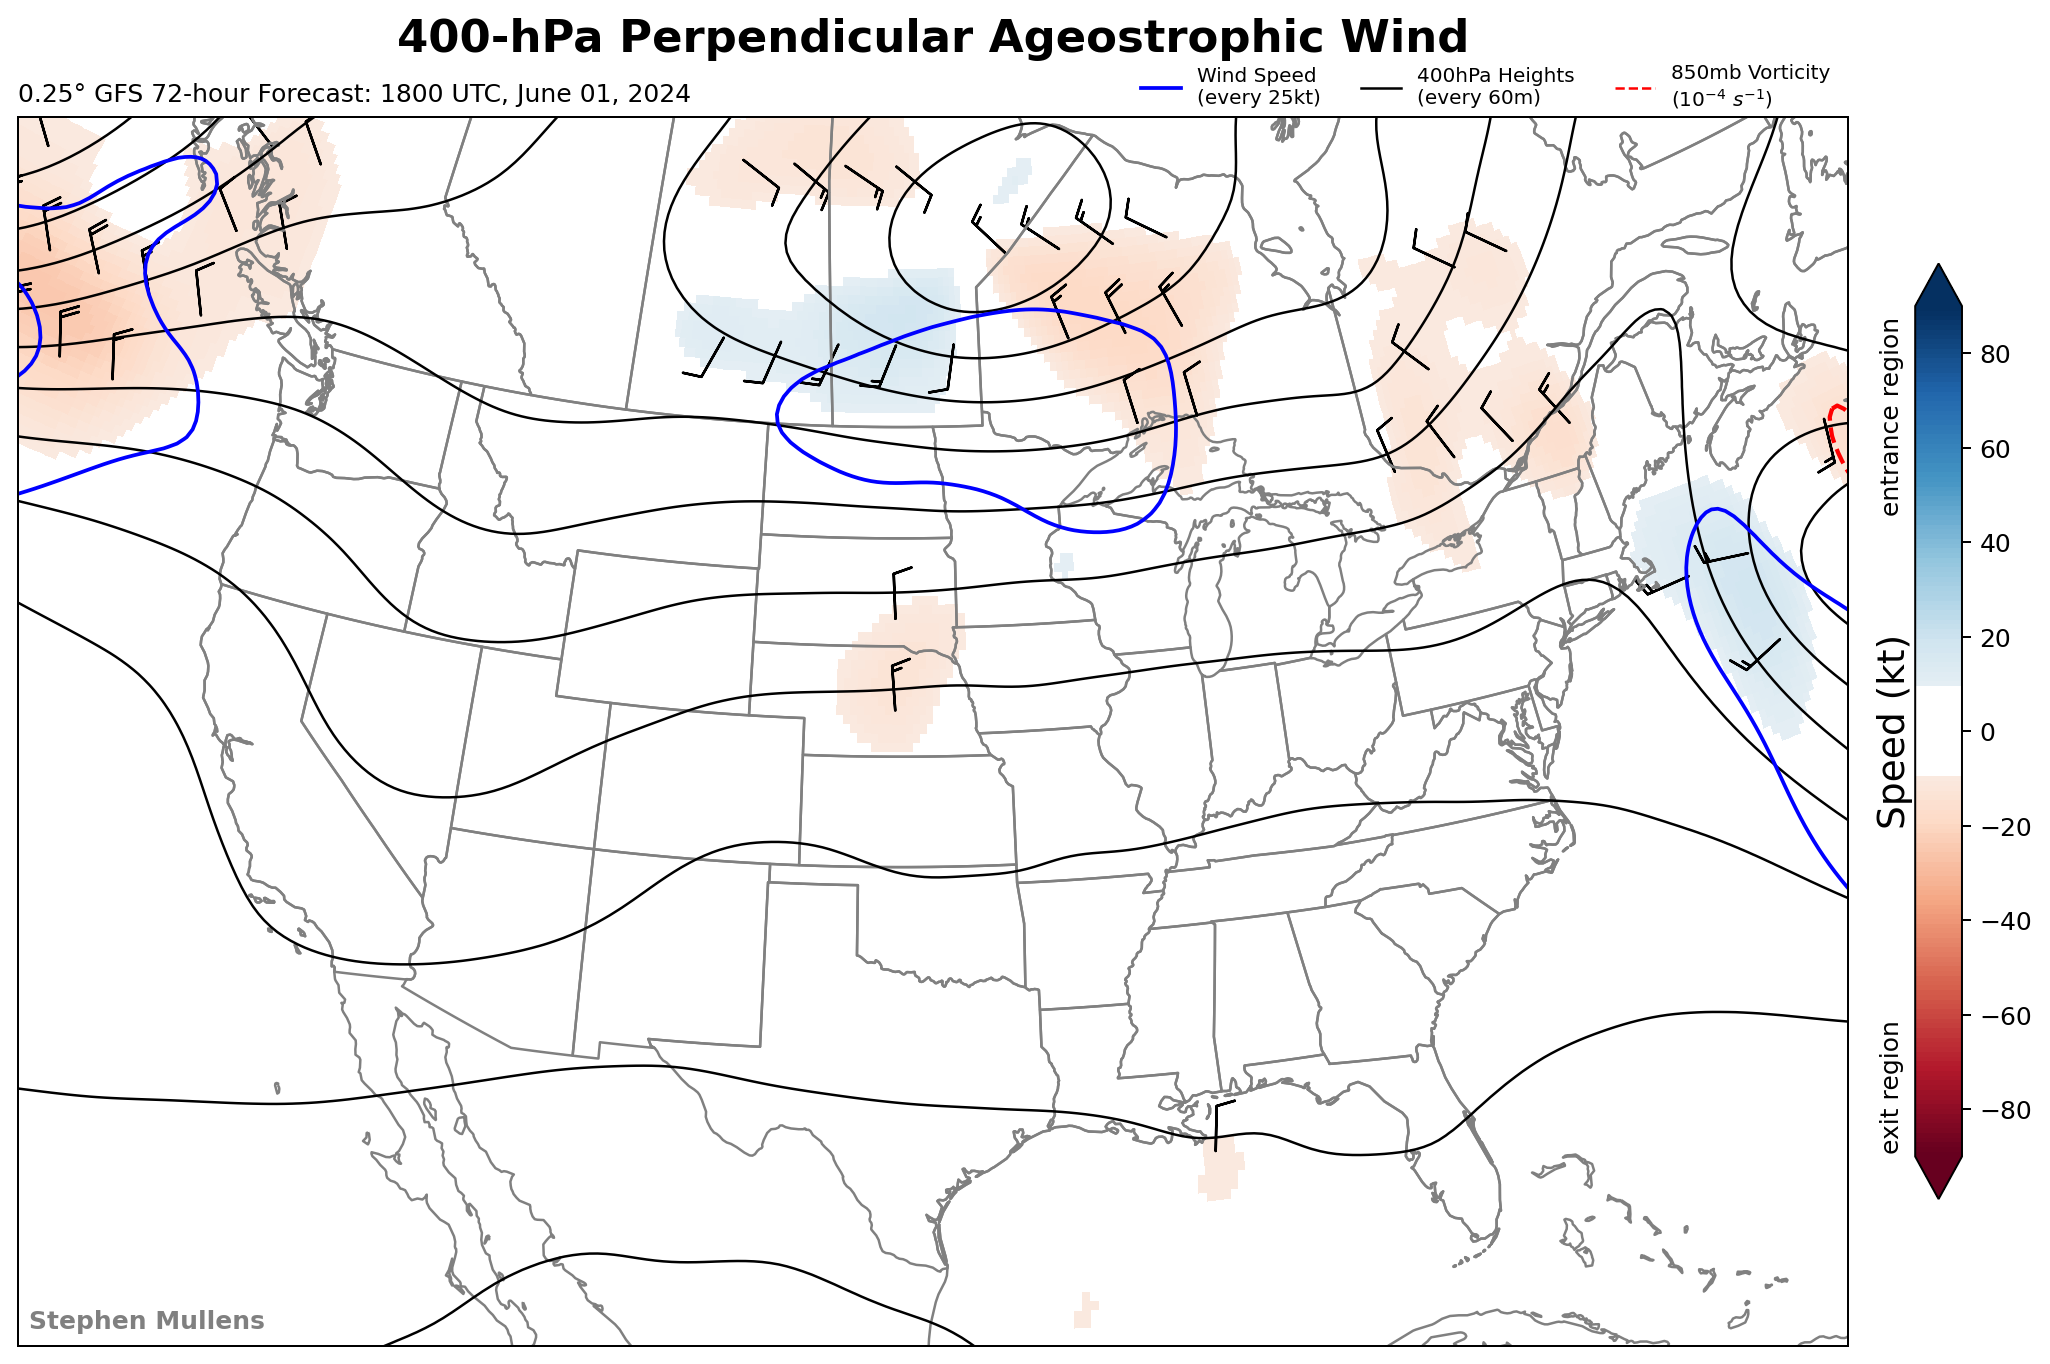 400-hPa Perpendicular Ageostrophic Wind
0.25° GFS 72-hour Forecast: 1800 UTC, June 01, 2024
Wind Speed
(every 25kt)
400hPa Heights
(every 60m)
850mb Vorticity
(10⁻⁴ s⁻¹)
entrance region
Speed (kt)
exit region
80
60
40
20
0
−20
−40
−60
−80
Stephen Mullens